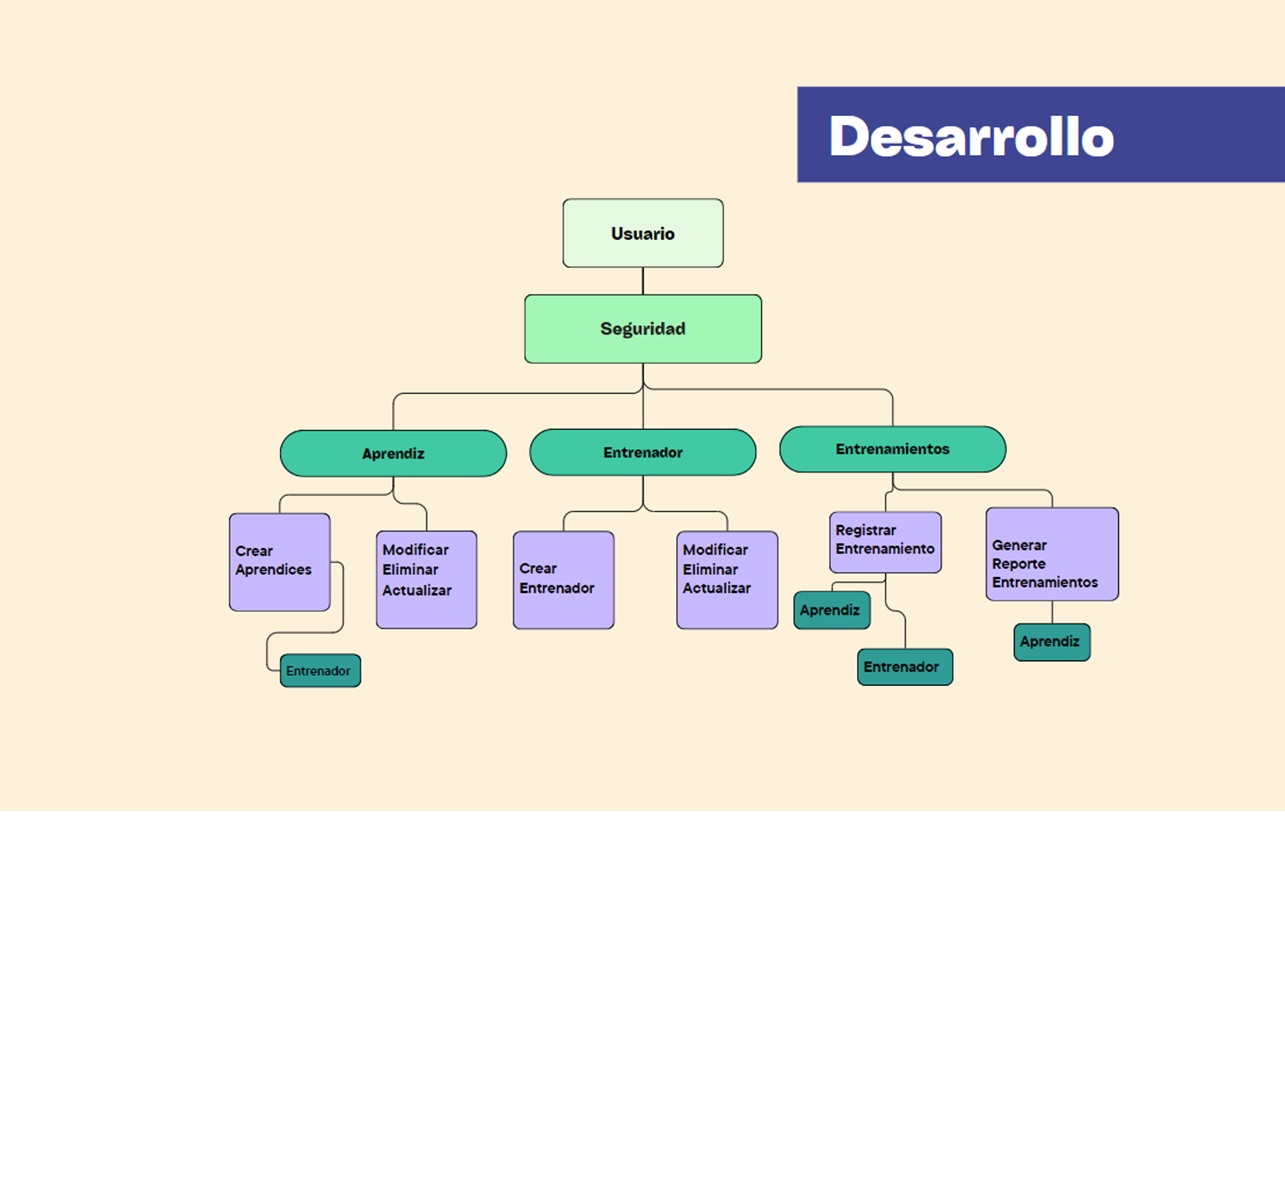 Desarrollo
Usuario
Seguridad
Aprendiz
Entrenador
Entrenamientos
Crear
Aprendices
Modificar
Eliminar
Actualizar
Crear
Entrenador
Modificar
Eliminar
Actualizar
Registrar
Entrenamiento
Generar
Reporte
Entrenamientos
Entrenador
Aprendiz
Entrenador
Aprendiz